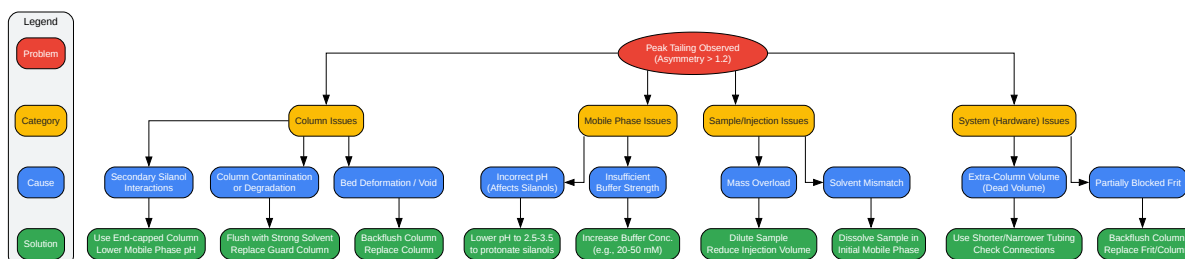 Legend
Problem
Category
Cause
Solution
Peak Tailing Observed
(Asymmetry > 1.2)
Column Issues
Mobile Phase Issues
Sample/Injection Issues
System (Hardware) Issues
Secondary Silanol
Interactions
Column Contamination
or Degradation
Bed Deformation / Void
Incorrect pH
(Affects Silanols)
Insufficient
Buffer Strength
Mass Overload
Solvent Mismatch
Extra-Column Volume
(Dead Volume)
Partially Blocked Frit
Use End-capped Column
Lower Mobile Phase pH
Flush with Strong Solvent
Replace Guard Column
Backflush Column
Replace Column
Lower pH to 2.5-3.5
to protonate silanols
Increase Buffer Conc.
(e.g., 20-50 mM)
Dilute Sample
Reduce Injection Volume
Dissolve Sample in
Initial Mobile Phase
Use Shorter/Narrower Tubing
Check Connections
Backflush Column
Replace Frit/Column